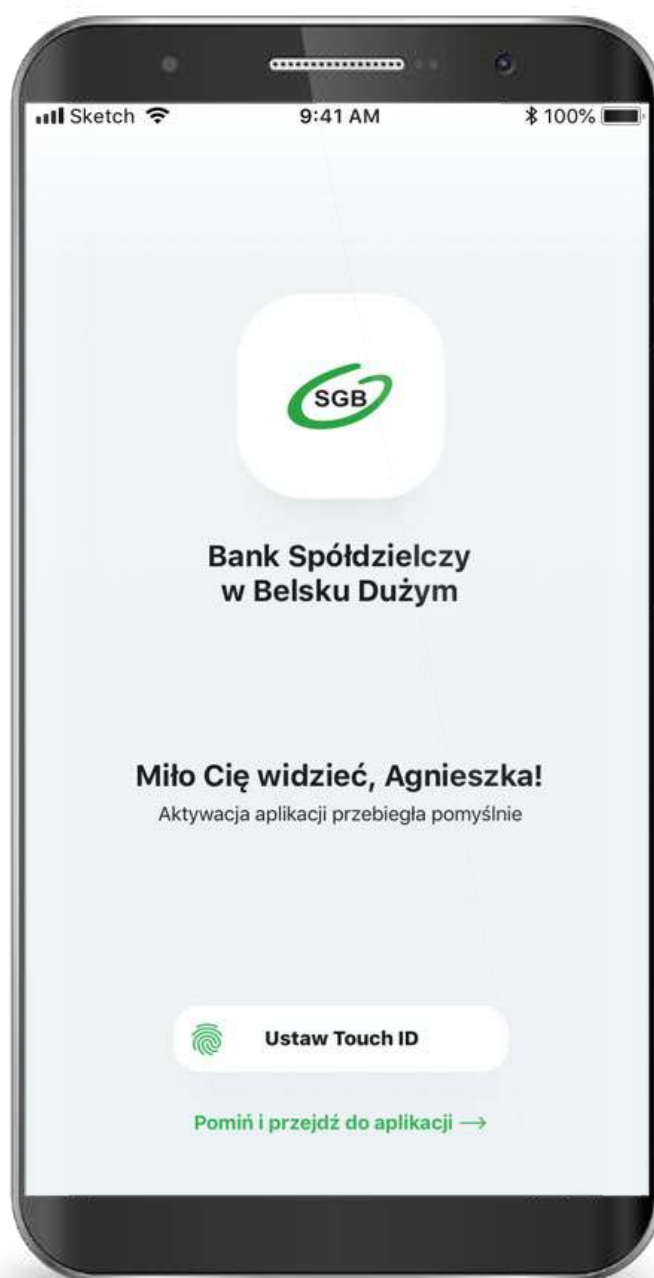 Sketch 9:41 AM 100%
SGB
Bank Spółdzielczy
w Belsku Dużym
Miło Cię widzieć, Agnieszka!
Aktywacja aplikacji przebiegła pomyślnie
Ustaw Touch ID
Pomiń i przejdź do aplikacji →